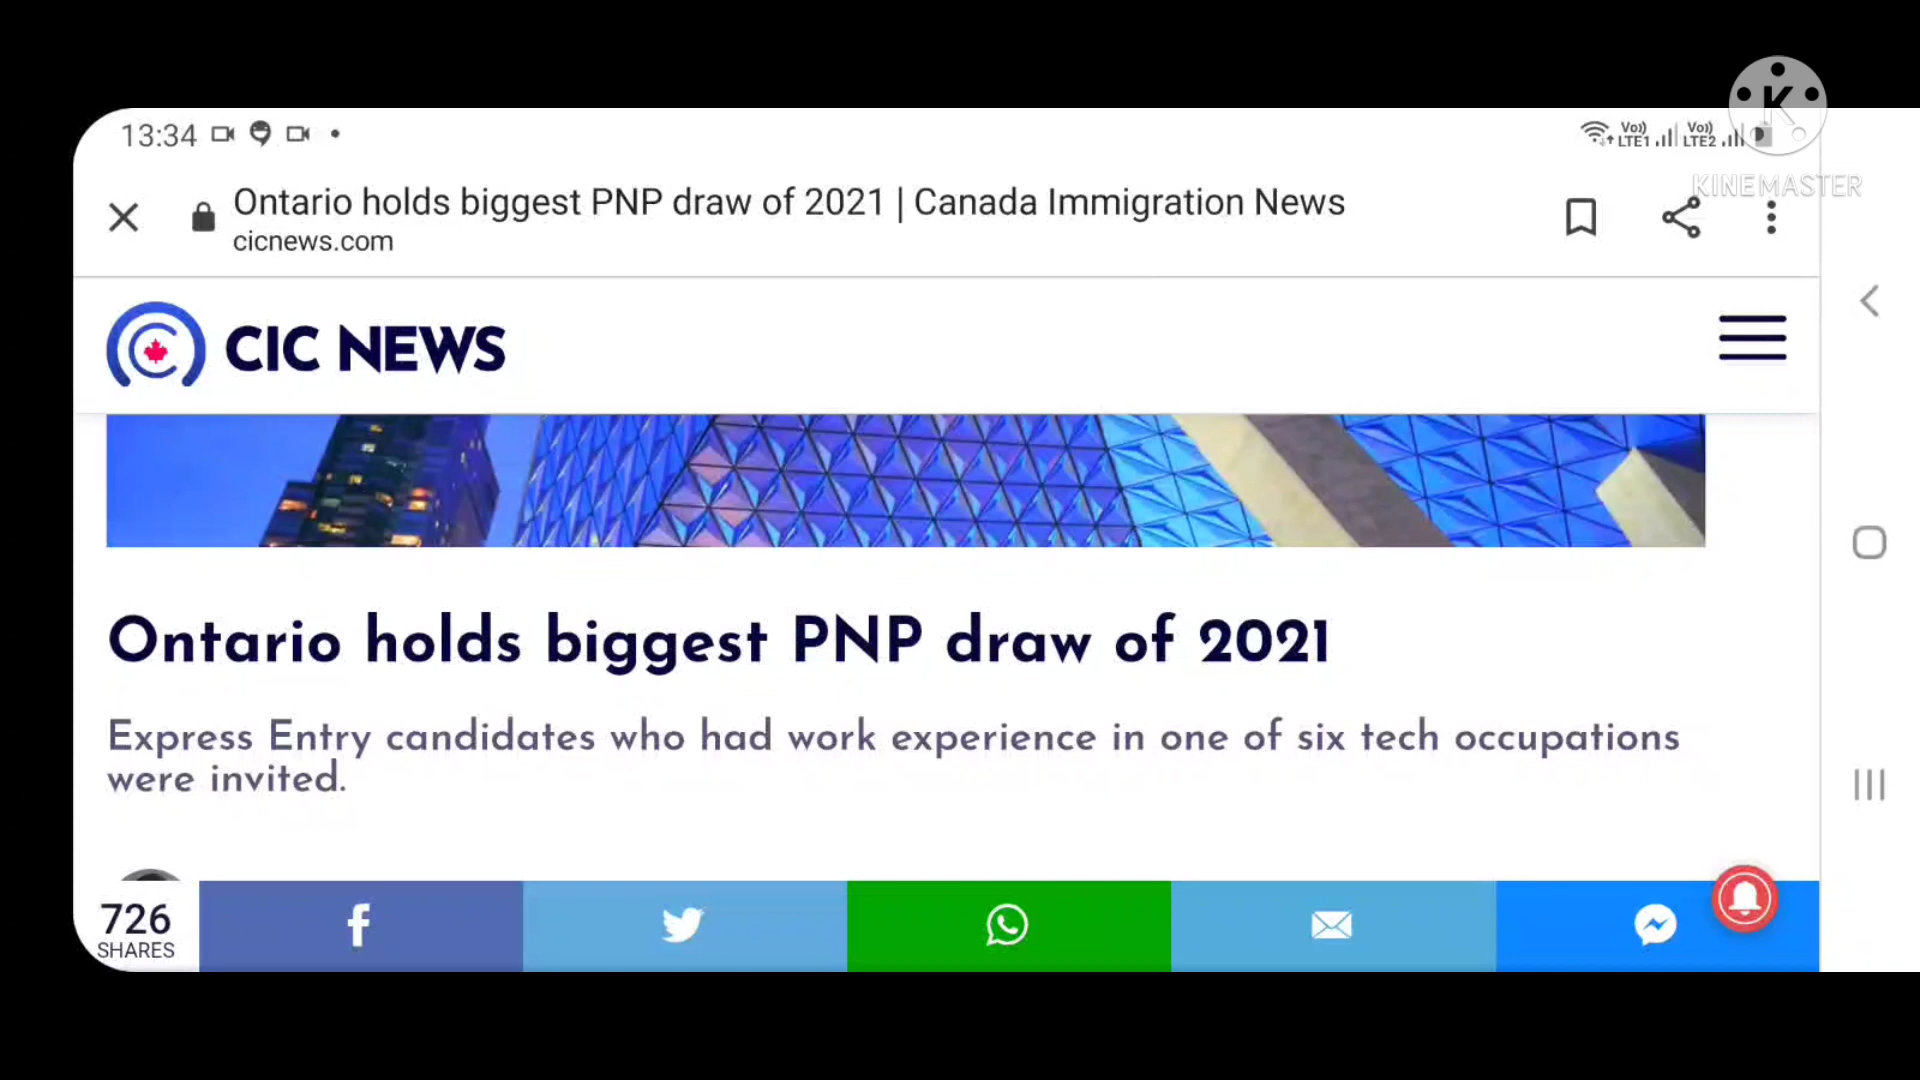 13:34
Vo)) LTE1 Vo)) LTE2
KINEMASTER
Ontario holds biggest PNP draw of 2021 | Canada Immigration News
cicnews.com
CIC NEWS
Ontario holds biggest PNP draw of 2021
Express Entry candidates who had work experience in one of six tech occupations
were invited.
726
SHARES